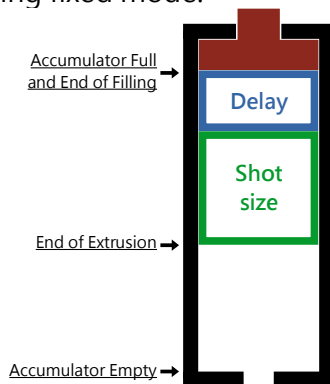 ing fixed mode.
Accumulator Full
and End of Filling
Delay
Shot
size
End of Extrusion
Accumulator Empty